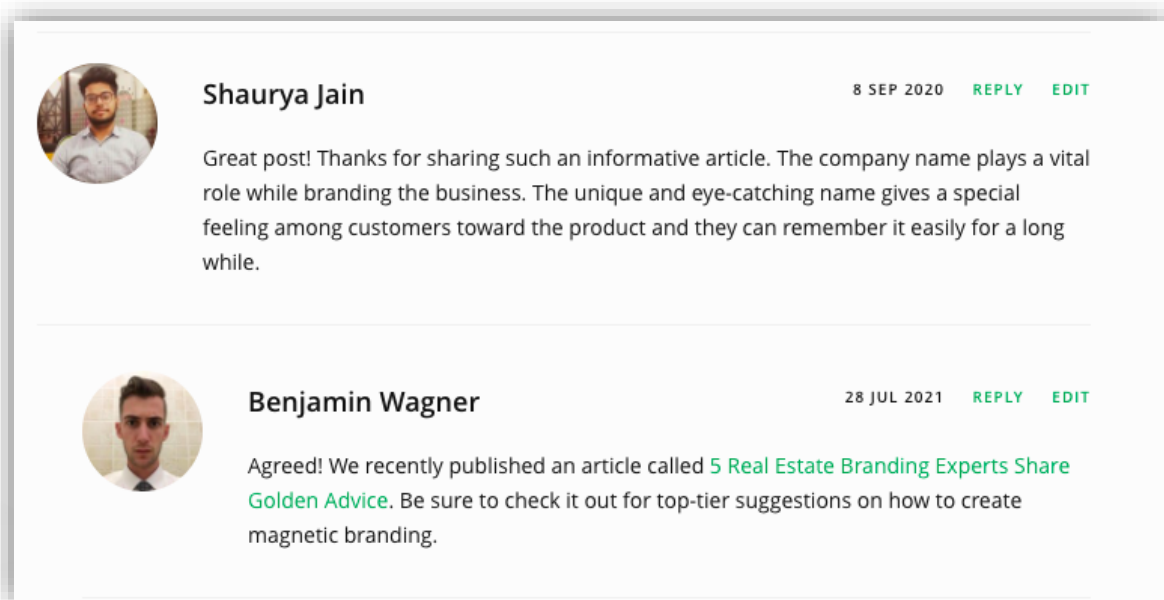 Shaurya Jain
8 SEP 2020 REPLY EDIT
Great post! Thanks for sharing such an informative article. The company name plays a vital
role while branding the business. The unique and eye-catching name gives a special
feeling among customers toward the product and they can remember it easily for a long
while.
Benjamin Wagner
28 JUL 2021 REPLY EDIT
Agreed! We recently published an article called 5 Real Estate Branding Experts Share
Golden Advice. Be sure to check it out for top-tier suggestions on how to create
magnetic branding.